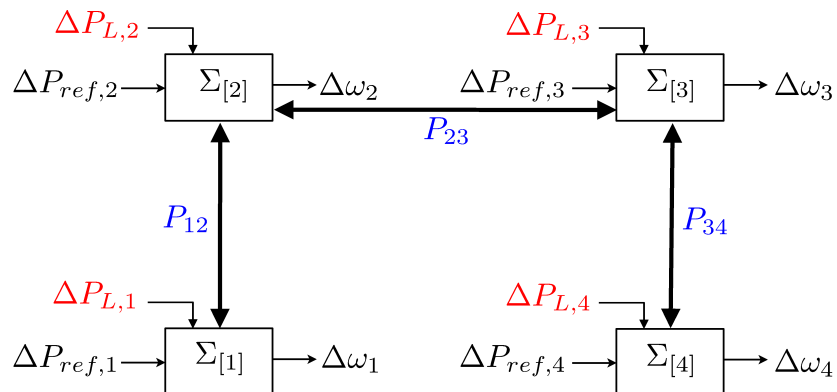 ΔP_{L,2} ΔP_{L,3}
ΔP_{ref,2} Σ_{[2]} Δω_2 ΔP_{ref,3} Σ_{[3]} Δω_3
P_{23}
P_{12} P_{34}
ΔP_{L,1} ΔP_{L,4}
ΔP_{ref,1} Σ_{[1]} Δω_1 ΔP_{ref,4} Σ_{[4]} Δω_4